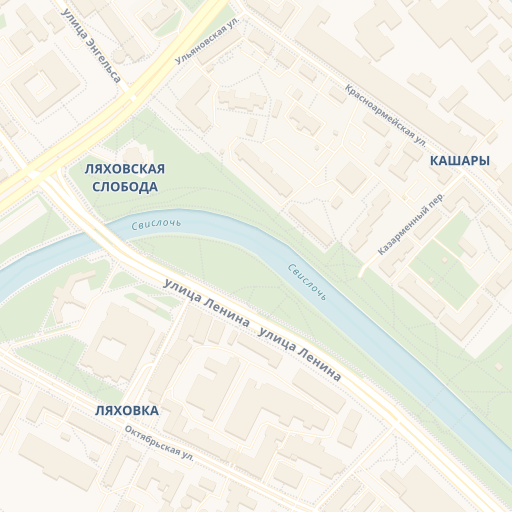 улица Энгельса
Ульяновская ул.
Красноармейская ул.
КАШАРЫ
ЛЯХОВСКАЯ
СЛОБОДА
Казарменный пер.
Свислочь
Свислочь
улица Ленина
улица Ленина
ЛЯХОВКА
Октябрьская ул.